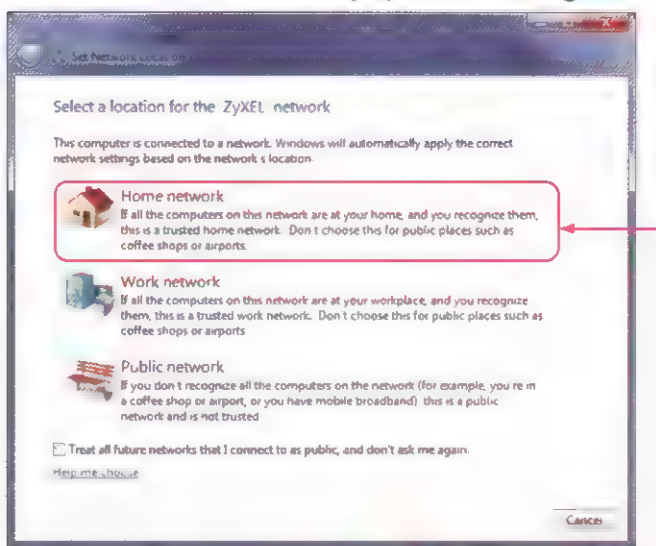 Set Network Location
Select a location for the ZyXEL network
This computer is connected to a network. Windows will automatically apply the correct
network settings based on the network s location
Home network
If all the computers on this network are at your home, and you recognize them,
this is a trusted home network. Don t choose this for public places such as
coffee shops or airports.
Work network
If all the computers on this network are at your workplace, and you recognize
them, this is a trusted work network. Don t choose this for public places such as
coffee shops or airports
Public network
If you don t recognize all the computers on the network (for example, you re in
a coffee shop or airport, or you have mobile broadband) this is a public
network and is not trusted
Treat all future networks that I connect to as public, and don't ask me again.
Help me choose
Cancel